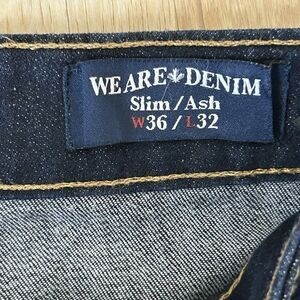 WE ARE DENIM
Slim/Ash
W36 / L32